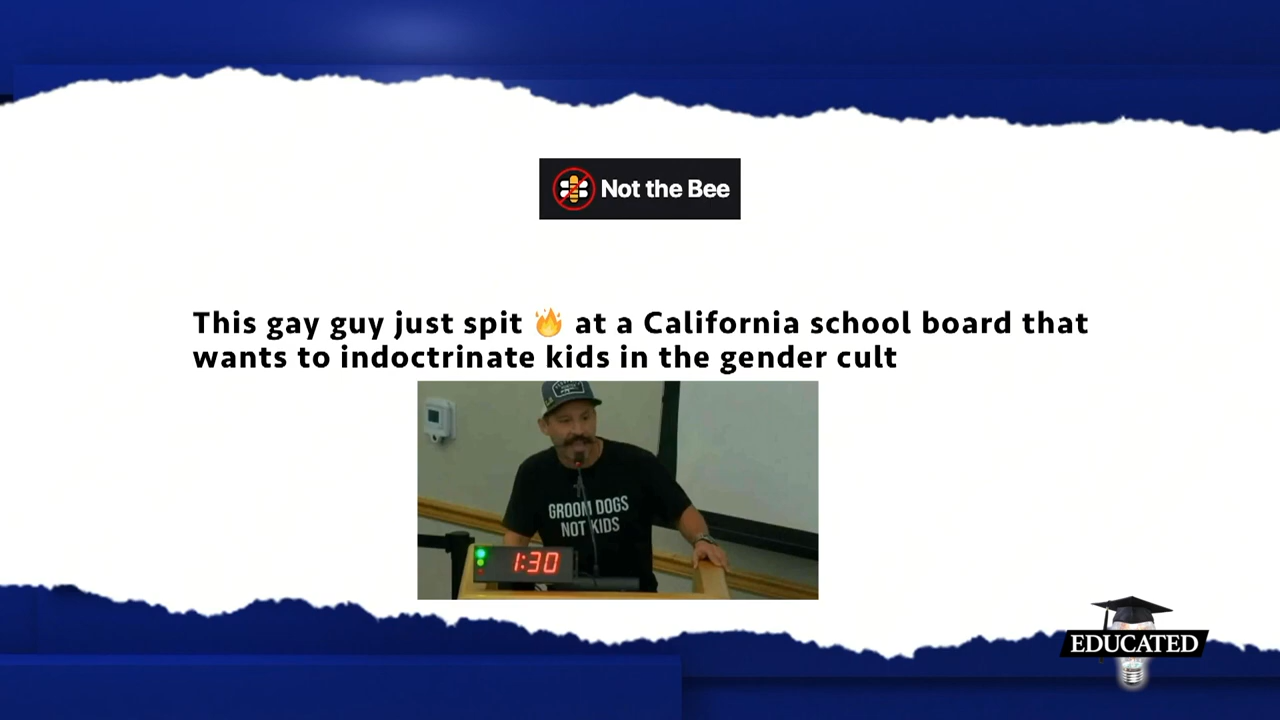 Not the Bee
This gay guy just spit 🔥 at a California school board that
wants to indoctrinate kids in the gender cult
GROOM DOGS
NOT KIDS
1:30
EDUCATED